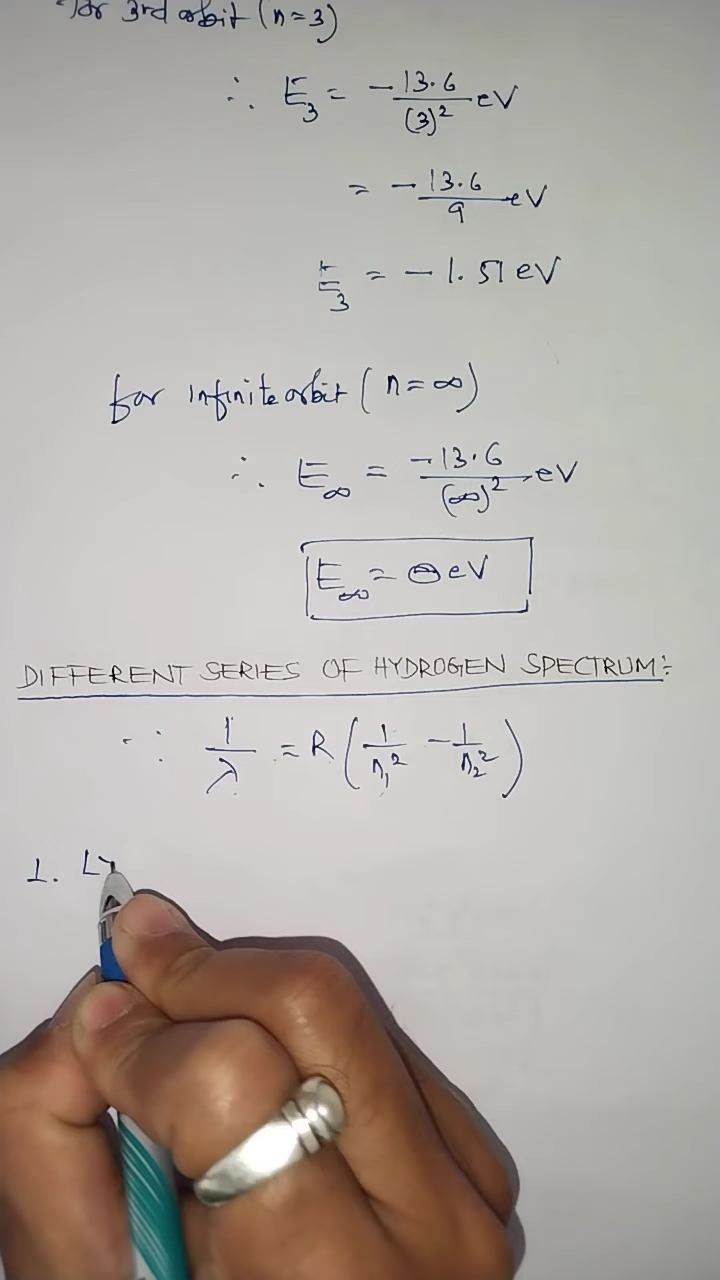 for 3rd orbit (n=3)
∴ E₃ = -13.6/(3)² eV
= -13.6/9 eV
E₃ = -1.51 eV
for infinite orbit (n=∞)
∴ E∞ = -13.6/(∞)² eV
E∞ = 0 eV
DIFFERENT SERIES OF HYDROGEN SPECTRUM:-
∵ 1/λ = R(1/n₁² - 1/n₂²)
1. Ly